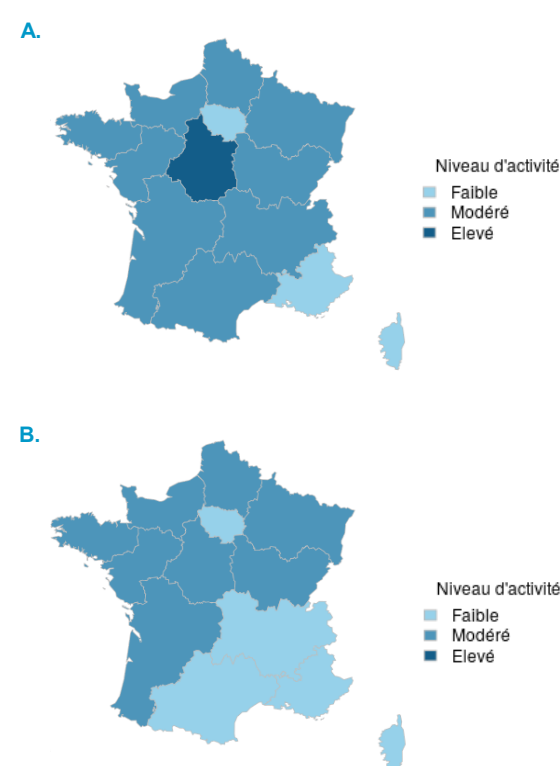 A.
Niveau d'activité
Faible
Modéré
Elevé
B.
Niveau d'activité
Faible
Modéré
Elevé